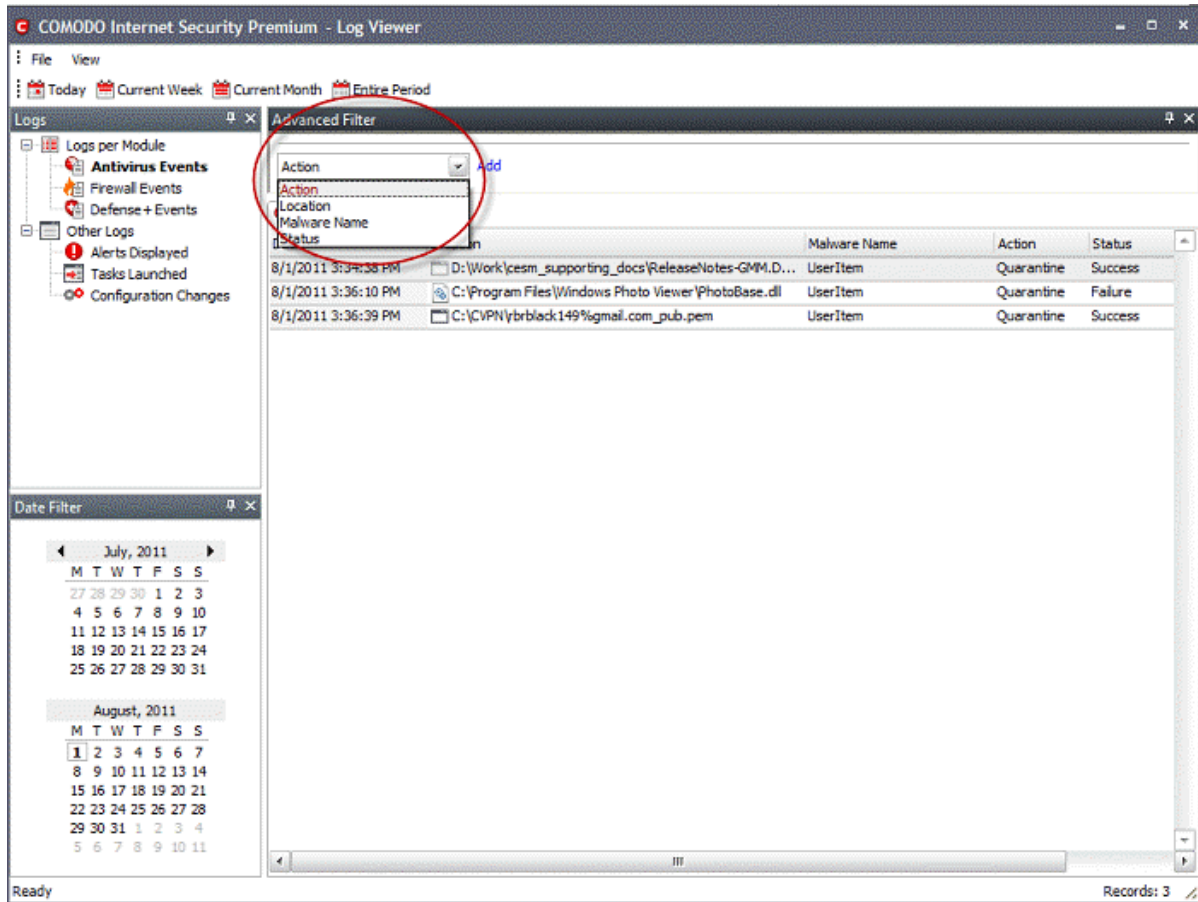 COMODO Internet Security Premium - Log Viewer
File View
Today Current Week Current Month Entire Period
Logs
Logs per Module
Antivirus Events
Firewall Events
Defense+ Events
Other Logs
Alerts Displayed
Tasks Launched
Configuration Changes
Advanced Filter
Action Add
Action
Location
Malware Name
Status
Malware Name Action Status
8/1/2011 3:34:38 PM D:\Work\cesm_supporting_docs\ReleaseNotes-GMM.D... UserItem Quarantine Success
8/1/2011 3:36:10 PM C:\Program Files\Windows Photo Viewer\PhotoBase.dll UserItem Quarantine Failure
8/1/2011 3:36:39 PM C:\CVPN\rbrblack149%gmail.com_pub.pem UserItem Quarantine Success
Date Filter
July, 2011
M T W T F S S
27 28 29 30 1 2 3
4 5 6 7 8 9 10
11 12 13 14 15 16 17
18 19 20 21 22 23 24
25 26 27 28 29 30 31
August, 2011
M T W T F S S
1 2 3 4 5 6 7
8 9 10 11 12 13 14
15 16 17 18 19 20 21
22 23 24 25 26 27 28
29 30 31 1 2 3 4
5 6 7 8 9 10 11
Ready
Records: 3